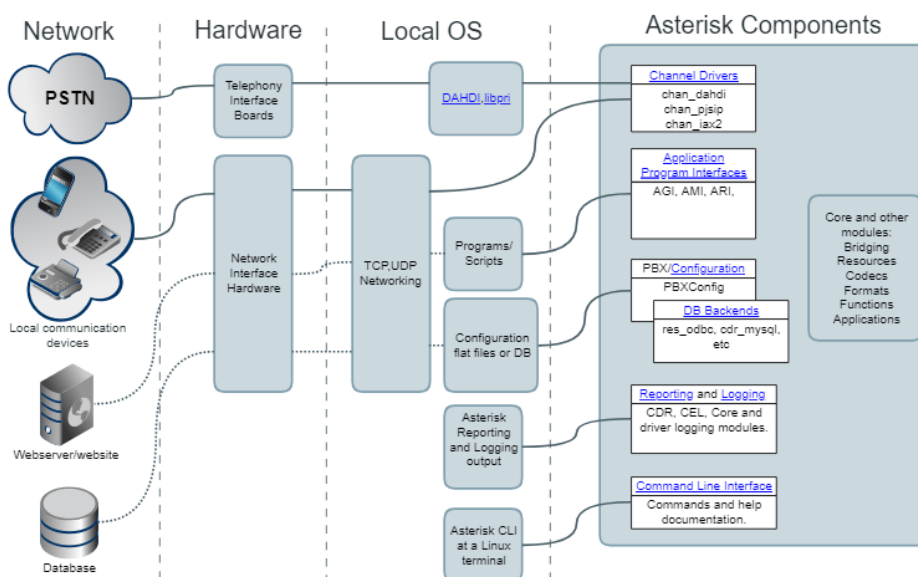 Network
Hardware
Local OS
Asterisk Components
PSTN
Telephony
Interface
Boards
DAHDI,libpri
Channel Drivers
chan_dahdi
chan_pjsip
chan_iax2
Local communication
devices
Network
Interface
Hardware
TCP,UDP
Networking
Programs/
Scripts
Application
Program Interfaces
AGI, AMI, ARI,
Configuration
flat files or DB
PBX/Configuration
PBXConfig
DB Backends
res_odbc, cdr_mysql,
etc
Core and other
modules:
Bridging
Resources
Codecs
Formats
Functions
Applications
Webserver/website
Asterisk
Reporting
and Logging
output
Reporting and Logging
CDR, CEL, Core and
driver logging modules.
Database
Asterisk CLI
at a Linux
terminal
Command Line Interface
Commands and help
documentation.